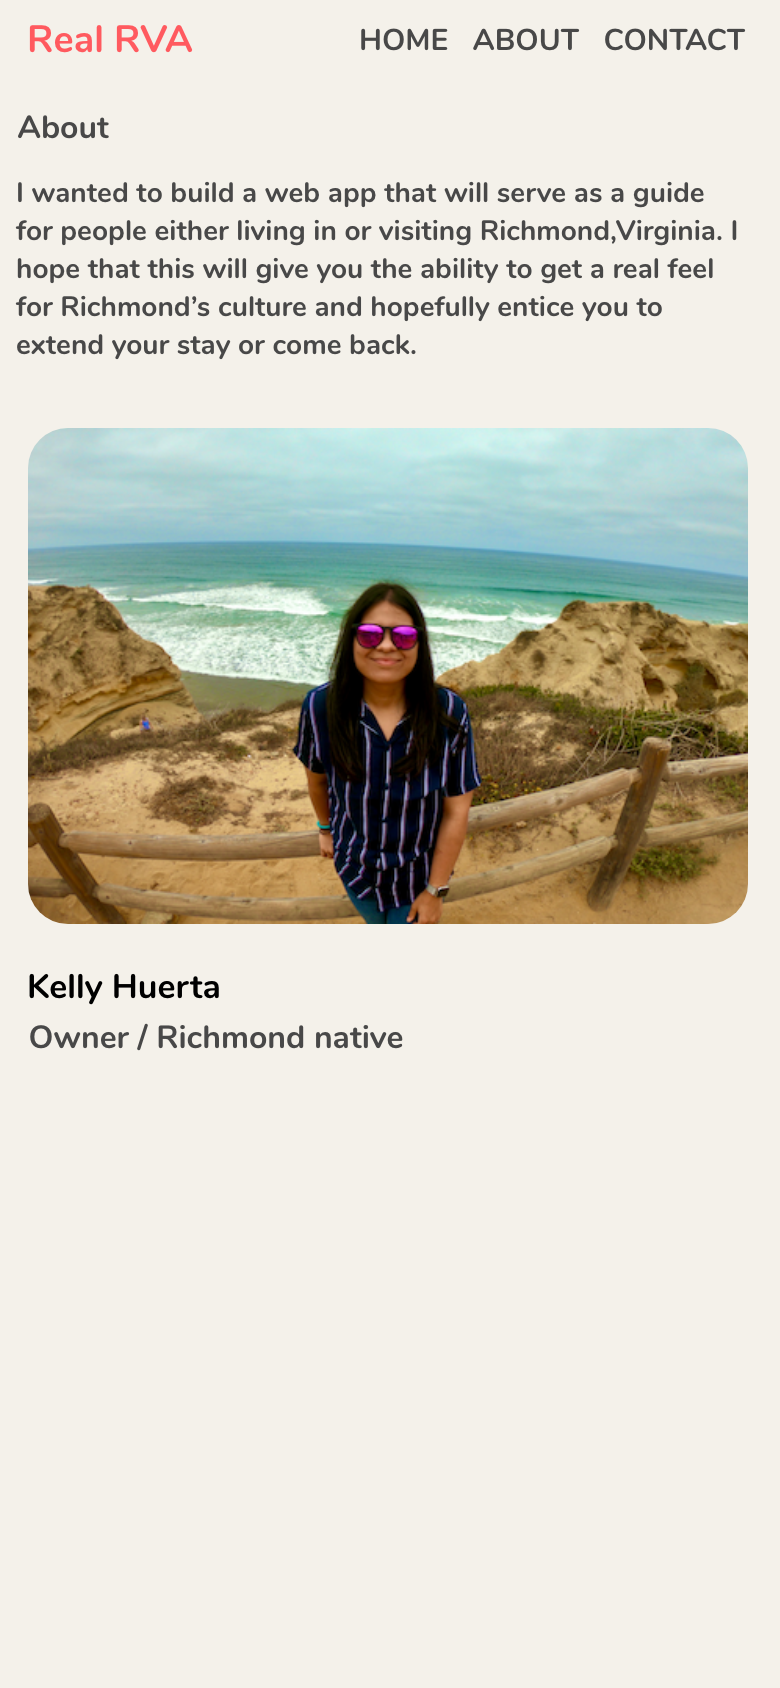 Real RVA HOME ABOUT CONTACT
About
I wanted to build a web app that will serve as a guide
for people either living in or visiting Richmond,Virginia. I
hope that this will give you the ability to get a real feel
for Richmond’s culture and hopefully entice you to
extend your stay or come back.
Kelly Huerta
Owner / Richmond native